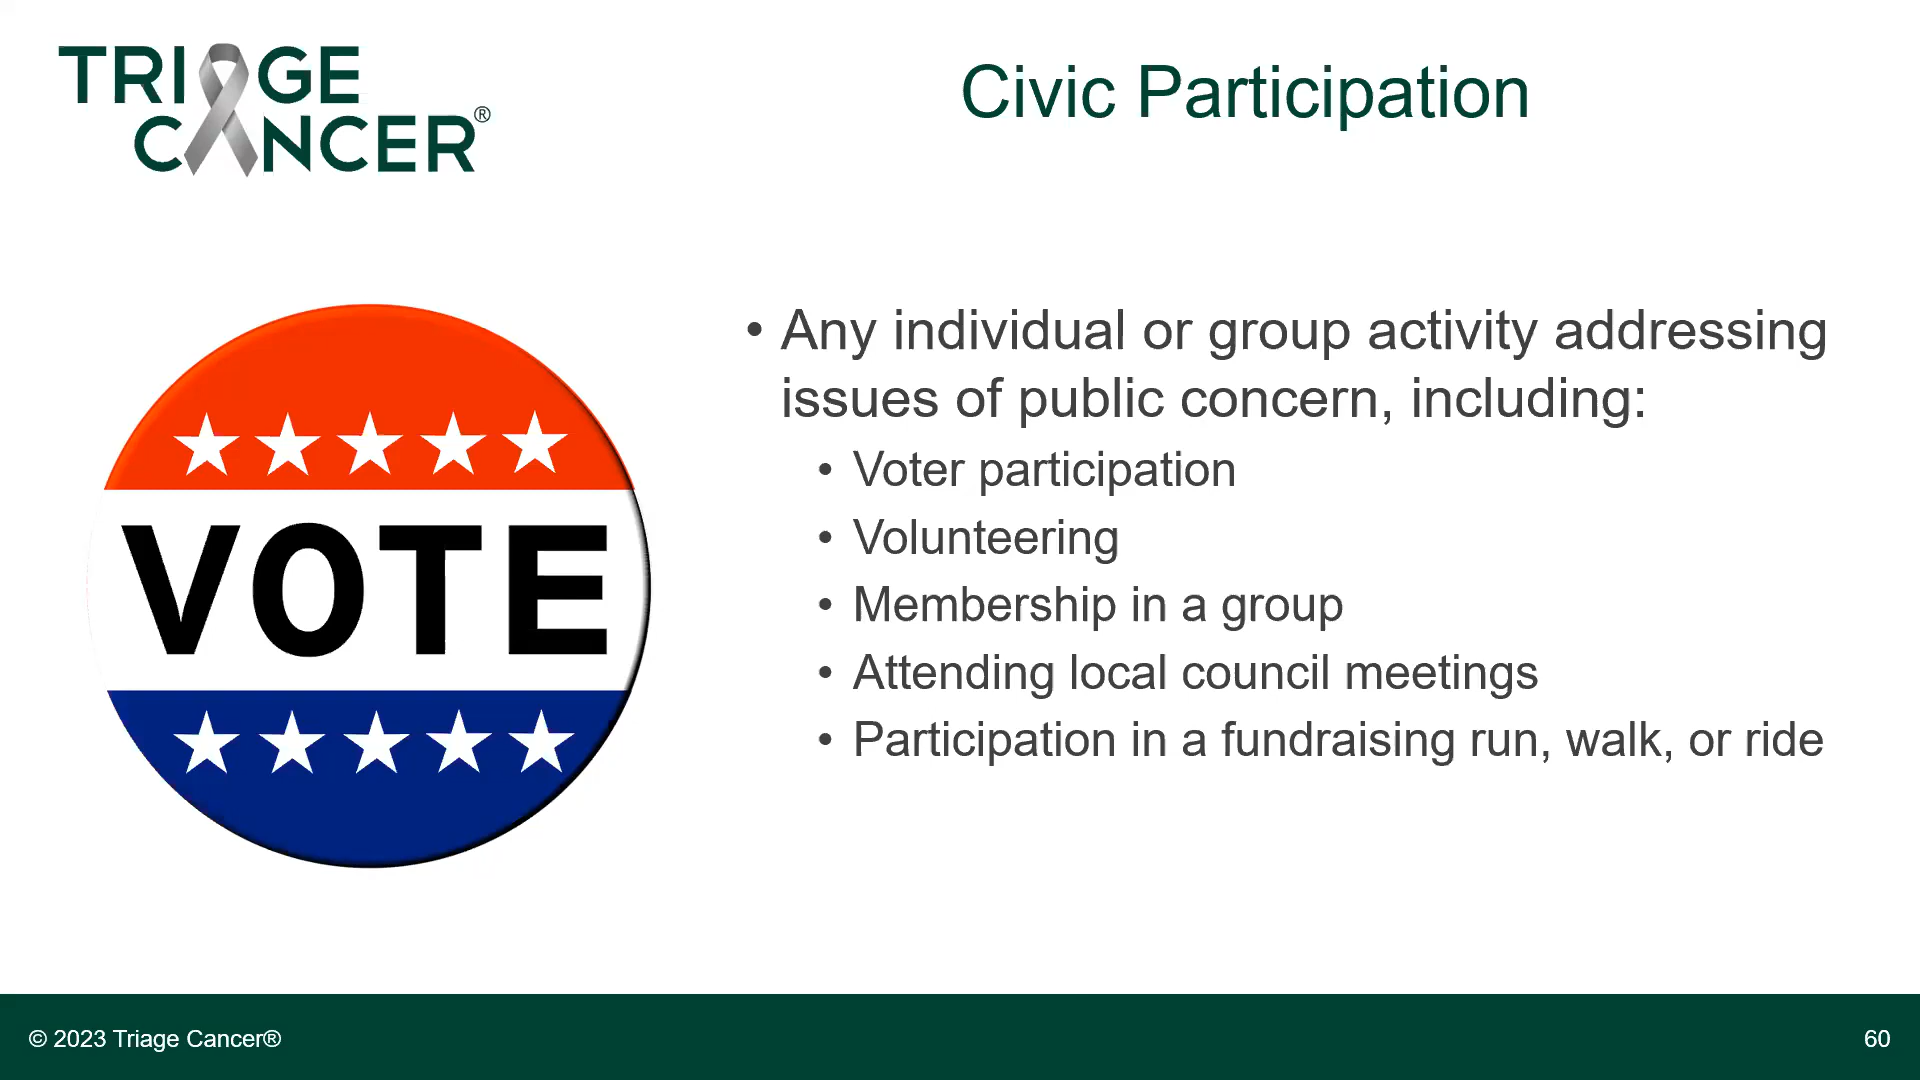 TRIAGE
CANCER®
Civic Participation
VOTE
• Any individual or group activity addressing
issues of public concern, including:
• Voter participation
• Volunteering
• Membership in a group
• Attending local council meetings
• Participation in a fundraising run, walk, or ride
© 2023 Triage Cancer®
60